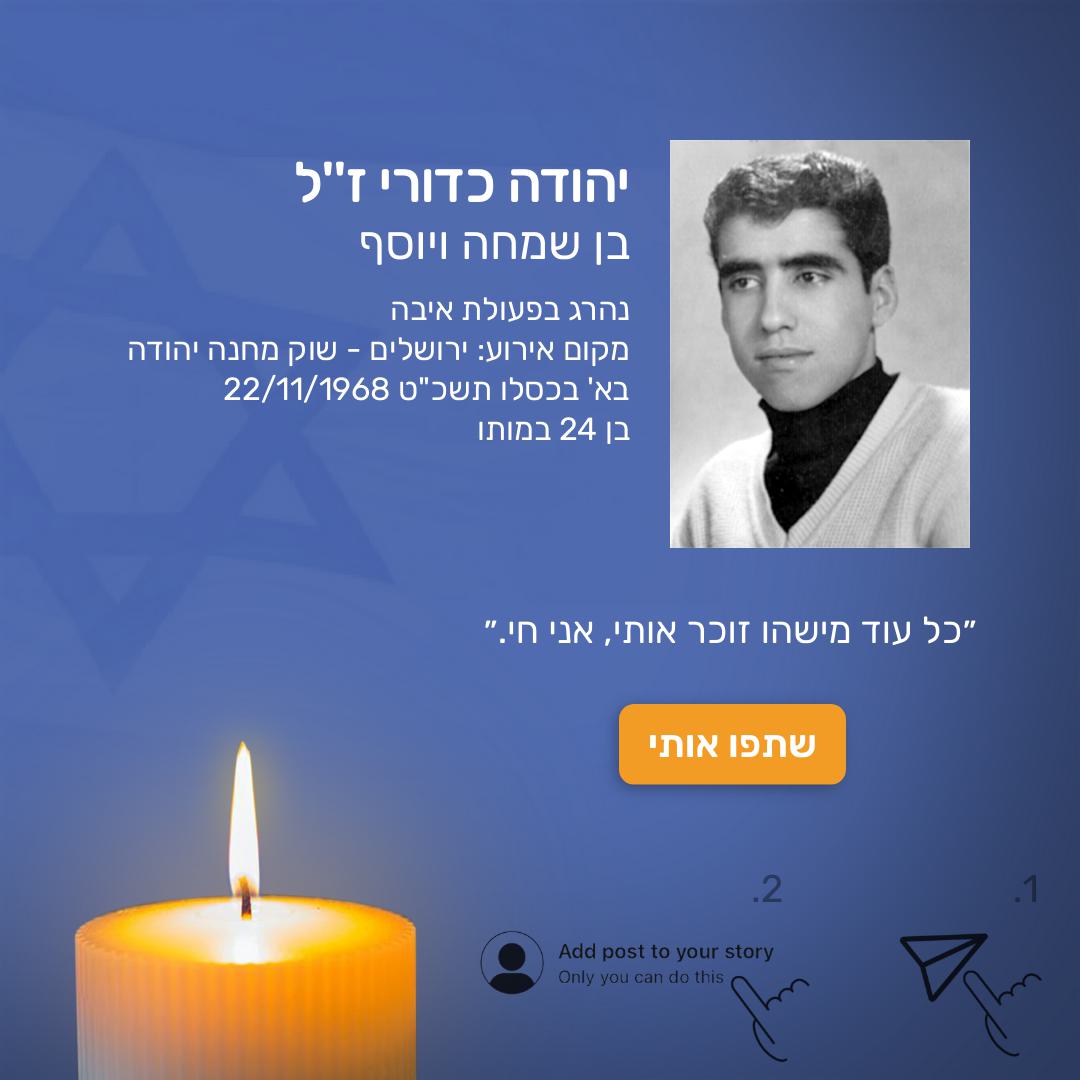 יהודה כדורי ז"ל
בן שמחה ויוסף
נהרג בפעולת איבה
מקום אירוע: ירושלים - שוק מחנה יהודה
בא' בכסלו תשכ"ט 22/11/1968
בן 24 במותו
״כל עוד מישהו זוכר אותי, אני חי.״
שתפו אותי
.1
.2
Add post to your story
Only you can do this